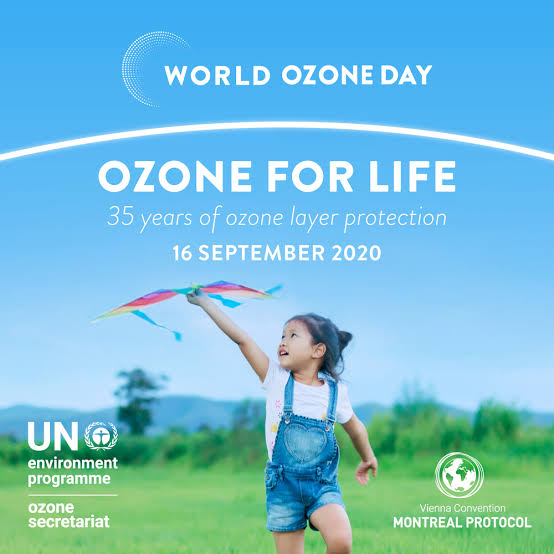 WORLD OZONE DAY
OZONE FOR LIFE
35 years of ozone layer protection
16 SEPTEMBER 2020
UN
environment
programme
ozone
secretariat
Vienna Convention
MONTREAL PROTOCOL